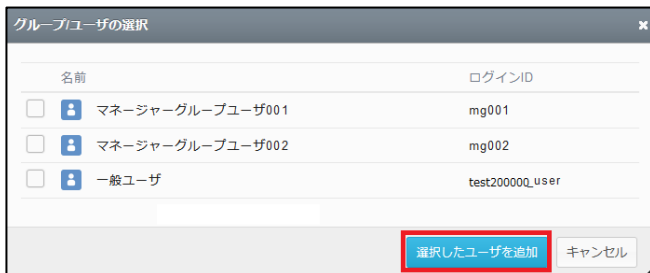 グループ/ユーザの選択 ×
名前 ログインID
マネージャーグループユーザ001 mg001
マネージャーグループユーザ002 mg002
一般ユーザ test200000_user
選択したユーザを追加 キャンセル